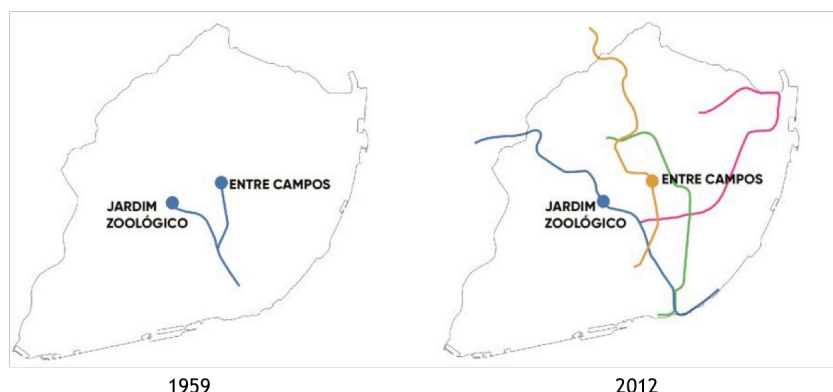 ENTRE CAMPOS
JARDIM
ZOOLÓGICO
1959
ENTRE CAMPOS
JARDIM
ZOOLÓGICO
2012